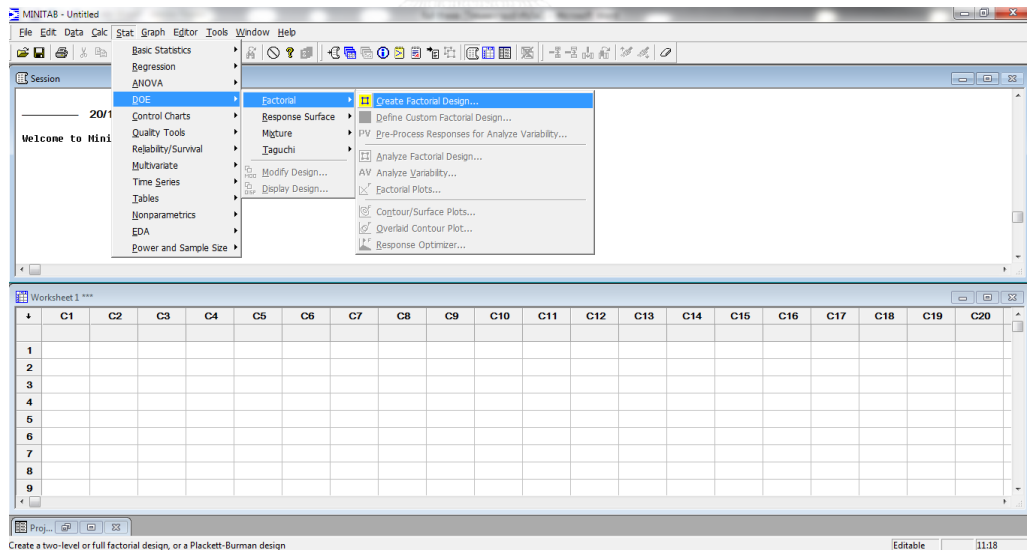 MINITAB - Untitled
File Edit Data Calc Stat Graph Editor Tools Window Help
Session
20/1
Welcome to Mini
Basic Statistics
Regression
ANOVA
DOE
Control Charts
Quality Tools
Reliability/Survival
Multivariate
Time Series
Tables
Nonparametrics
EDA
Power and Sample Size
Factorial
Response Surface
Mixture
Taguchi
Modify Design...
Display Design...
Create Factorial Design...
Define Custom Factorial Design...
PV Pre-Process Responses for Analyze Variability...
Analyze Factorial Design...
AV Analyze Variability...
Factorial Plots...
Contour/Surface Plots...
Overlaid Contour Plot...
Response Optimizer...
Worksheet 1 ***
C1 C2 C3 C4 C5 C6 C7 C8 C9 C10 C11 C12 C13 C14 C15 C16 C17 C18 C19 C20
1
2
3
4
5
6
7
8
9
Proj...
Create a two-level or full factorial design, or a Plackett-Burman design
Editable 11:18